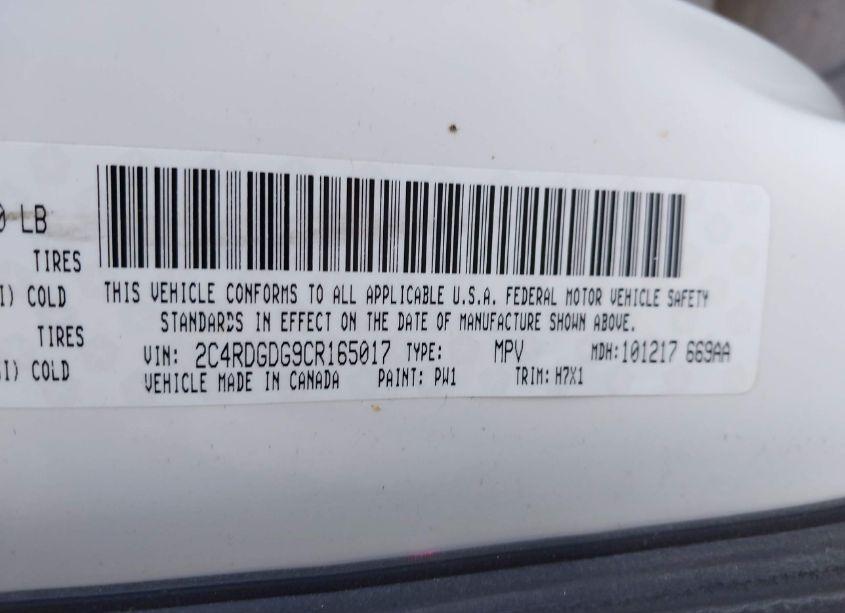 LB
TIRES
COLD
TIRES
COLD
THIS VEHICLE CONFORMS TO ALL APPLICABLE U.S.A. FEDERAL MOTOR VEHICLE SAFETY
STANDARDS IN EFFECT ON THE DATE OF MANUFACTURE SHOWN ABOVE.
VIN: 2C4RDGDG9CR165017 TYPE: MPV MDH:101217 669AA
VEHICLE MADE IN CANADA PAINT: PW1 TRIM: H7X1